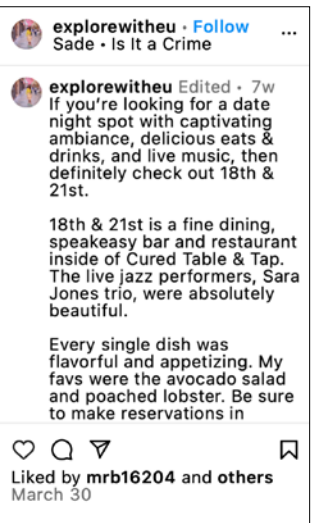 explorewitheu • Follow
Sade • Is It a Crime
explorewitheu Edited • 7w
If you're looking for a date
night spot with captivating
ambiance, delicious eats &
drinks, and live music, then
definitely check out 18th &
21st.
18th & 21st is a fine dining,
speakeasy bar and restaurant
inside of Cured Table & Tap.
The live jazz performers, Sara
Jones trio, were absolutely
beautiful.
Every single dish was
flavorful and appetizing. My
favs were the avocado salad
and poached lobster. Be sure
to make reservations in
Liked by mrb16204 and others
March 30